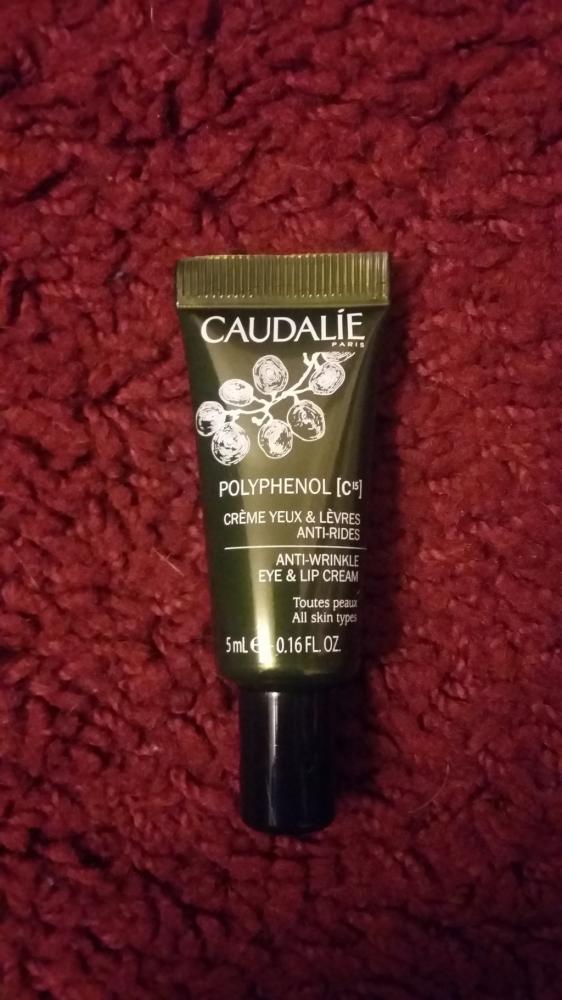 CAUDALÍE
PARIS
POLYPHENOL [C¹⁵]
CRÈME YEUX & LÈVRES
ANTI-RIDES
ANTI-WRINKLE
EYE & LIP CREAM
Toutes peaux
All skin types
5 mL ℮ - 0.16 FL. OZ.